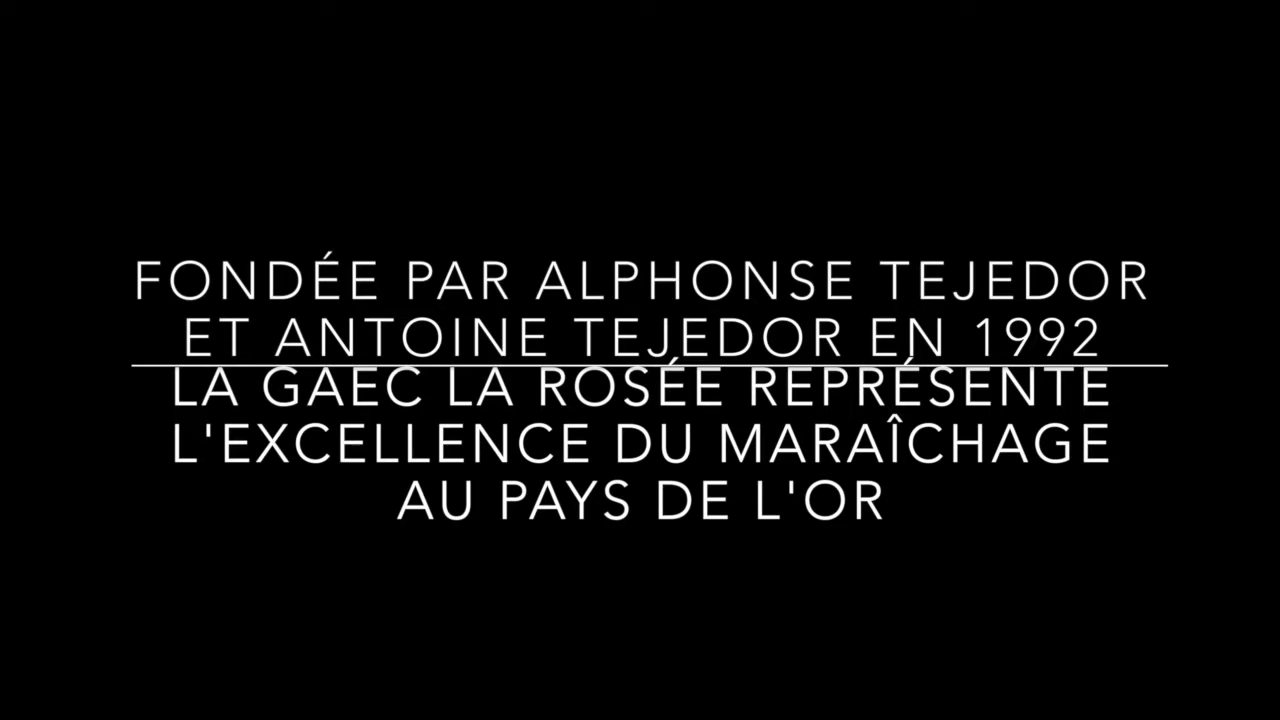 FONDÉE PAR ALPHONSE TEJEDOR
ET ANTOINE TEJEDOR EN 1992
LA GAEC LA ROSÉE REPRÉSENTE
L'EXCELLENCE DU MARAÎCHAGE
AU PAYS DE L'OR